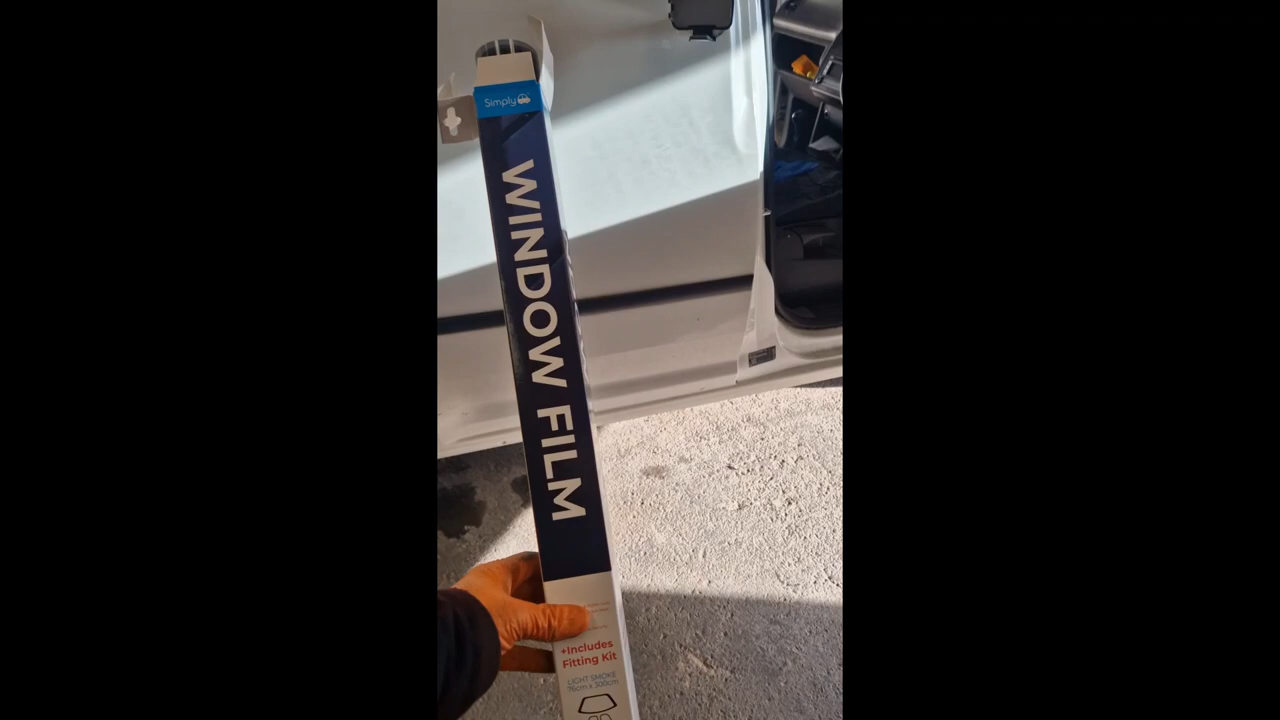 Simply
WINDOW FILM
+Includes
Fitting Kit
LIGHT SMOKE
76cm x 300cm